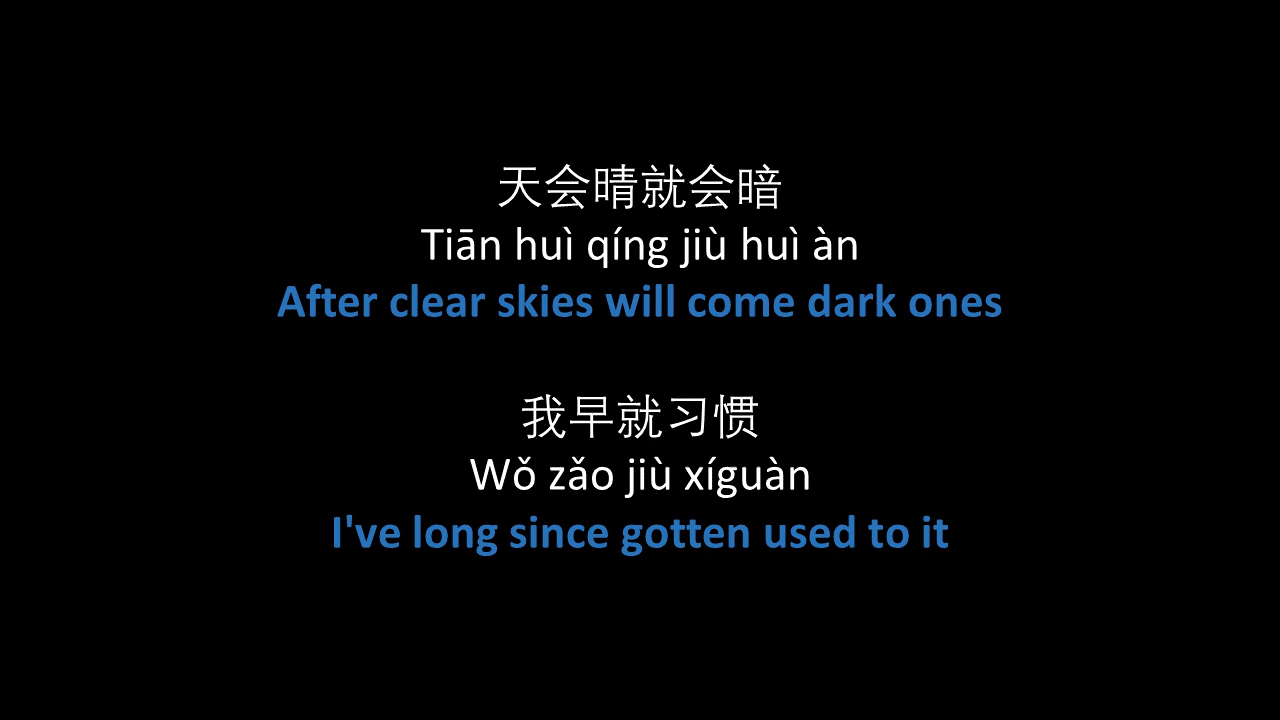 天会晴就会暗
Tiān huì qíng jiù huì àn
After clear skies will come dark ones
我早就习惯
Wǒ zǎo jiù xíguàn
I've long since gotten used to it